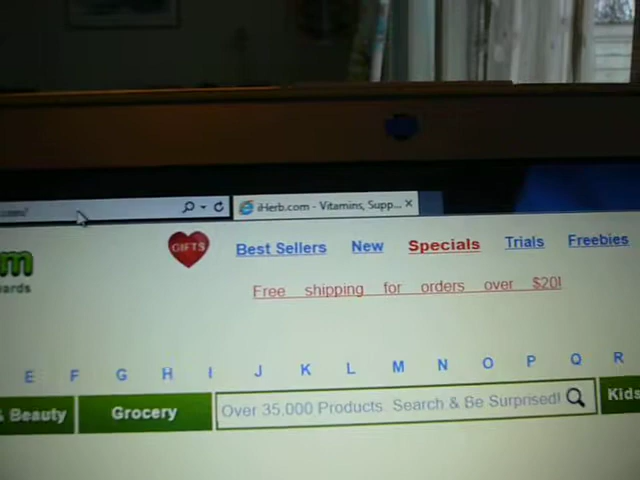 iHerb.com - Vitamins, Supp...
GIFTS
Best Sellers New Specials Trials Freebies
Free shipping for orders over $20!
E F G H I J K L M N O P Q R
& Beauty Grocery Over 35,000 Products. Search & Be Surprised! Kids